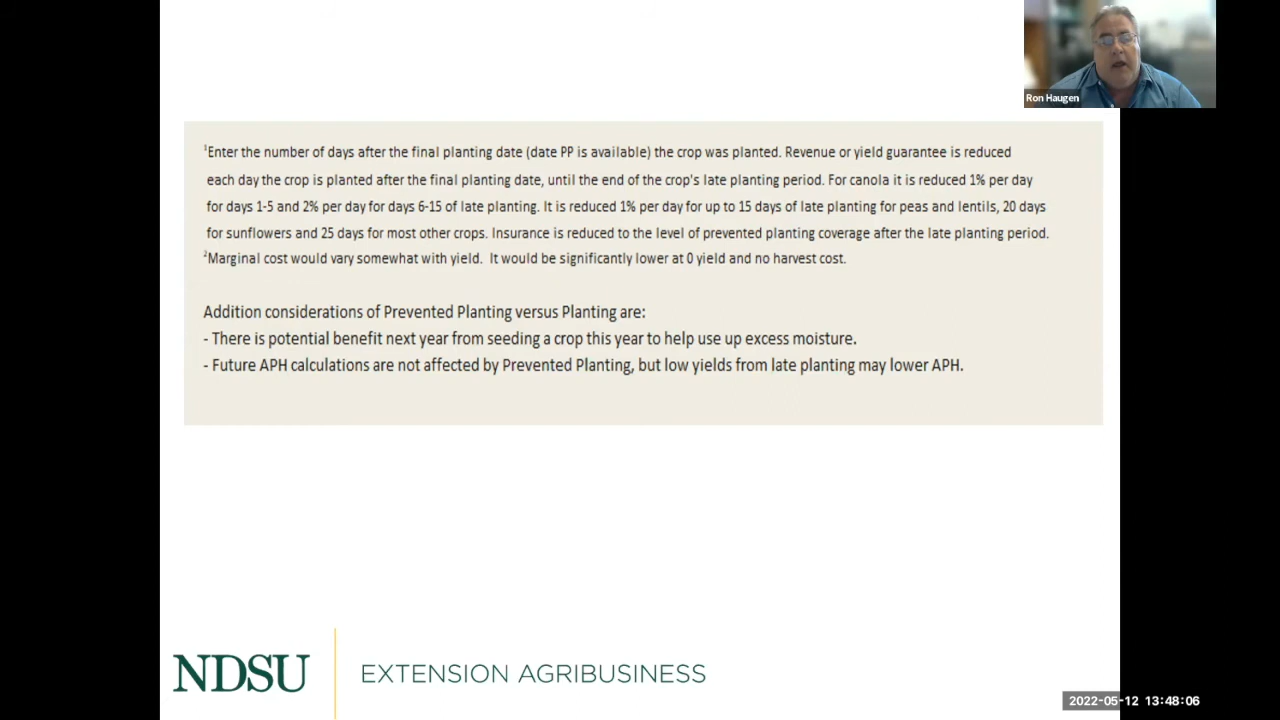 Ron Haugen
¹Enter the number of days after the final planting date (date PP is available) the crop was planted. Revenue or yield guarantee is reduced
each day the crop is planted after the final planting date, until the end of the crop's late planting period. For canola it is reduced 1% per day
for days 1-5 and 2% per day for days 6-15 of late planting. It is reduced 1% per day for up to 15 days of late planting for peas and lentils, 20 days
for sunflowers and 25 days for most other crops. Insurance is reduced to the level of prevented planting coverage after the late planting period.
²Marginal cost would vary somewhat with yield.  It would be significantly lower at 0 yield and no harvest cost.
Addition considerations of Prevented Planting versus Planting are:
- There is potential benefit next year from seeding a crop this year to help use up excess moisture.
- Future APH calculations are not affected by Prevented Planting, but low yields from late planting may lower APH.
NDSU EXTENSION AGRIBUSINESS
2022-05-12 13:48:06